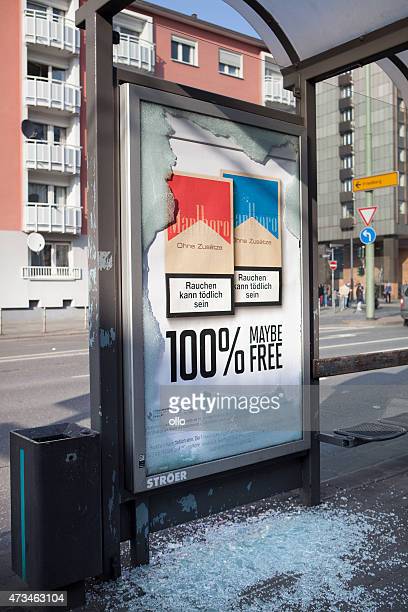 Marlboro
Marlboro
Ohne Zusätze
Ohne Zusätze
Rauchen
kann tödlich
sein
Rauchen
kann tödlich
sein
100% MAYBE
FREE
STRÖER
gettyimages
ollo
473463104